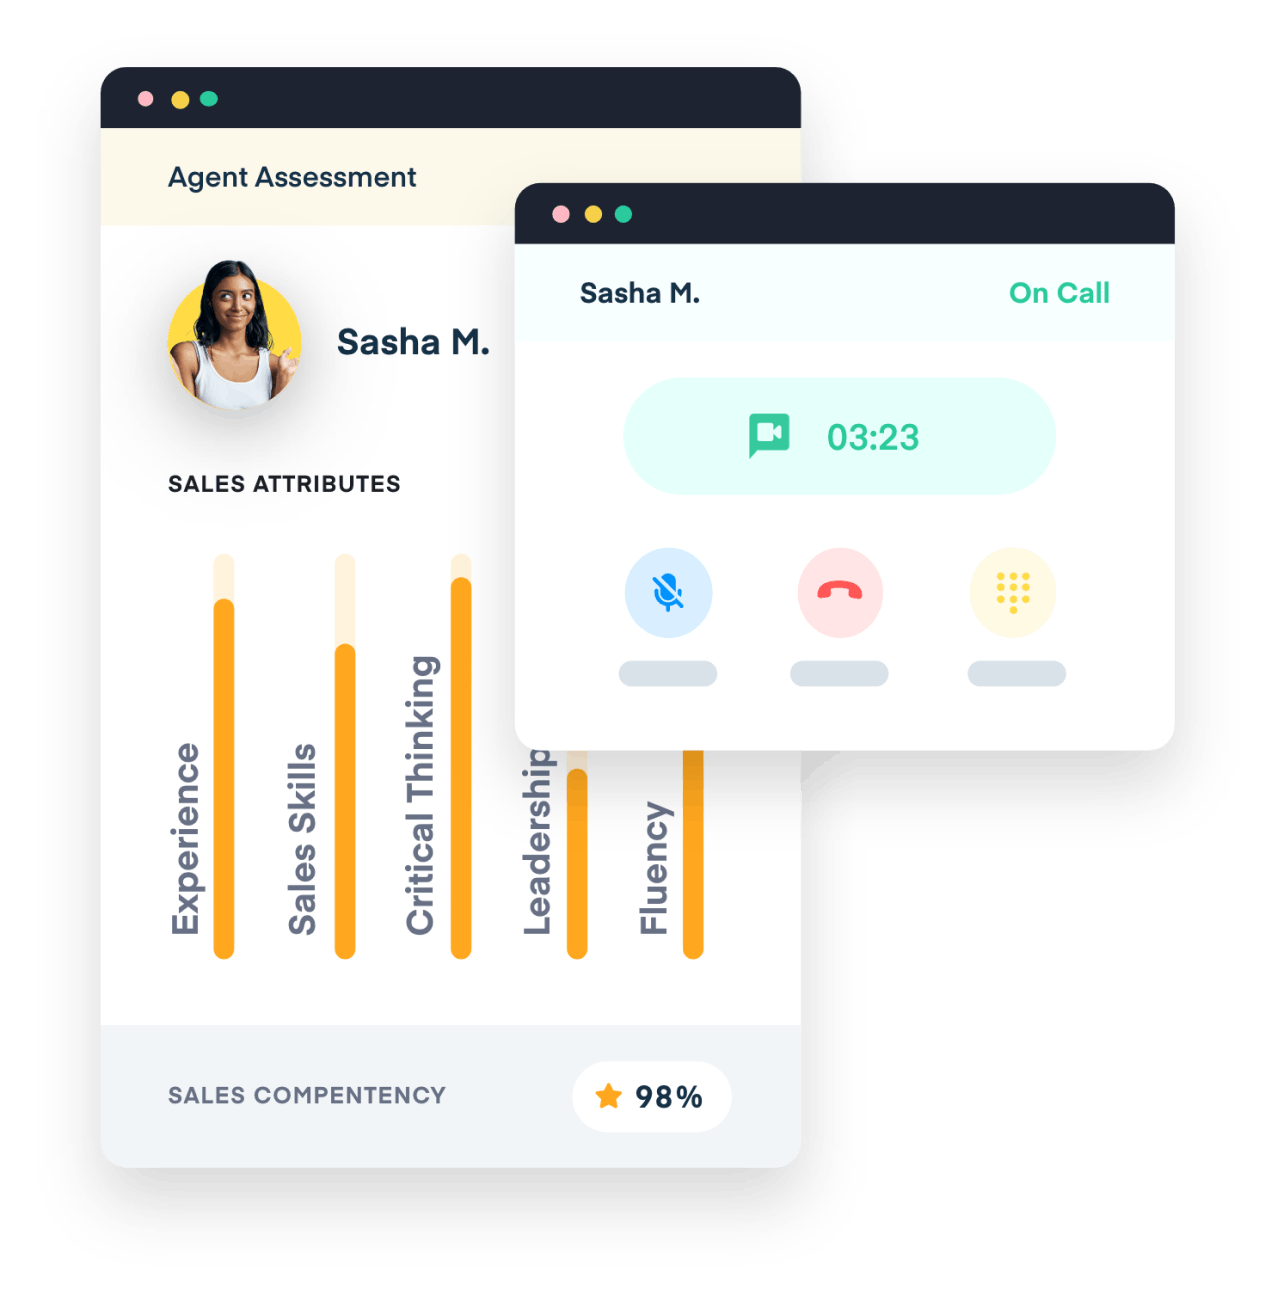 Agent Assessment
Sasha M.
SALES ATTRIBUTES
Experience
Sales Skills
Critical Thinking
Leadership
Fluency
SALES COMPENTENCY
98%
Sasha M.
On Call
03:23